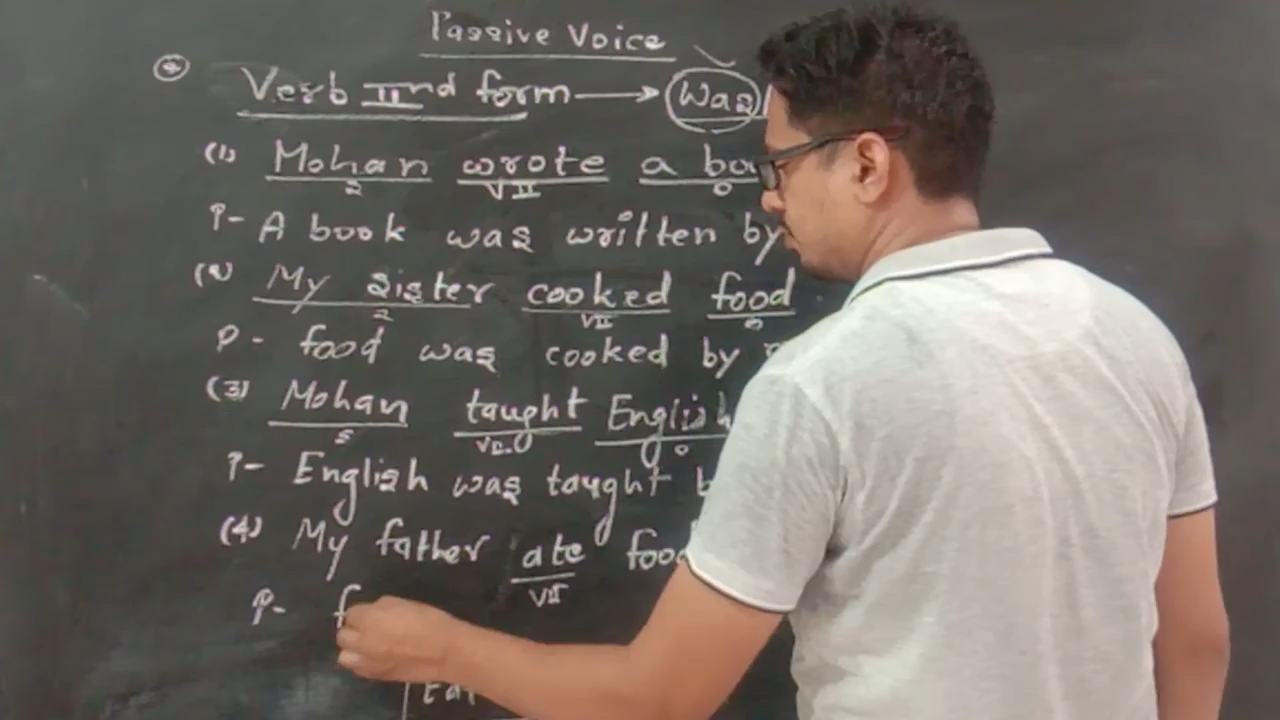 Passive Voice
Verb IInd form → Was
(1) Mohan wrote a
P- A book was written by
(2) My sister cooked food
P- food was cooked by
(3) Mohan taught English
P- English was taught
(4) My father ate food
P-